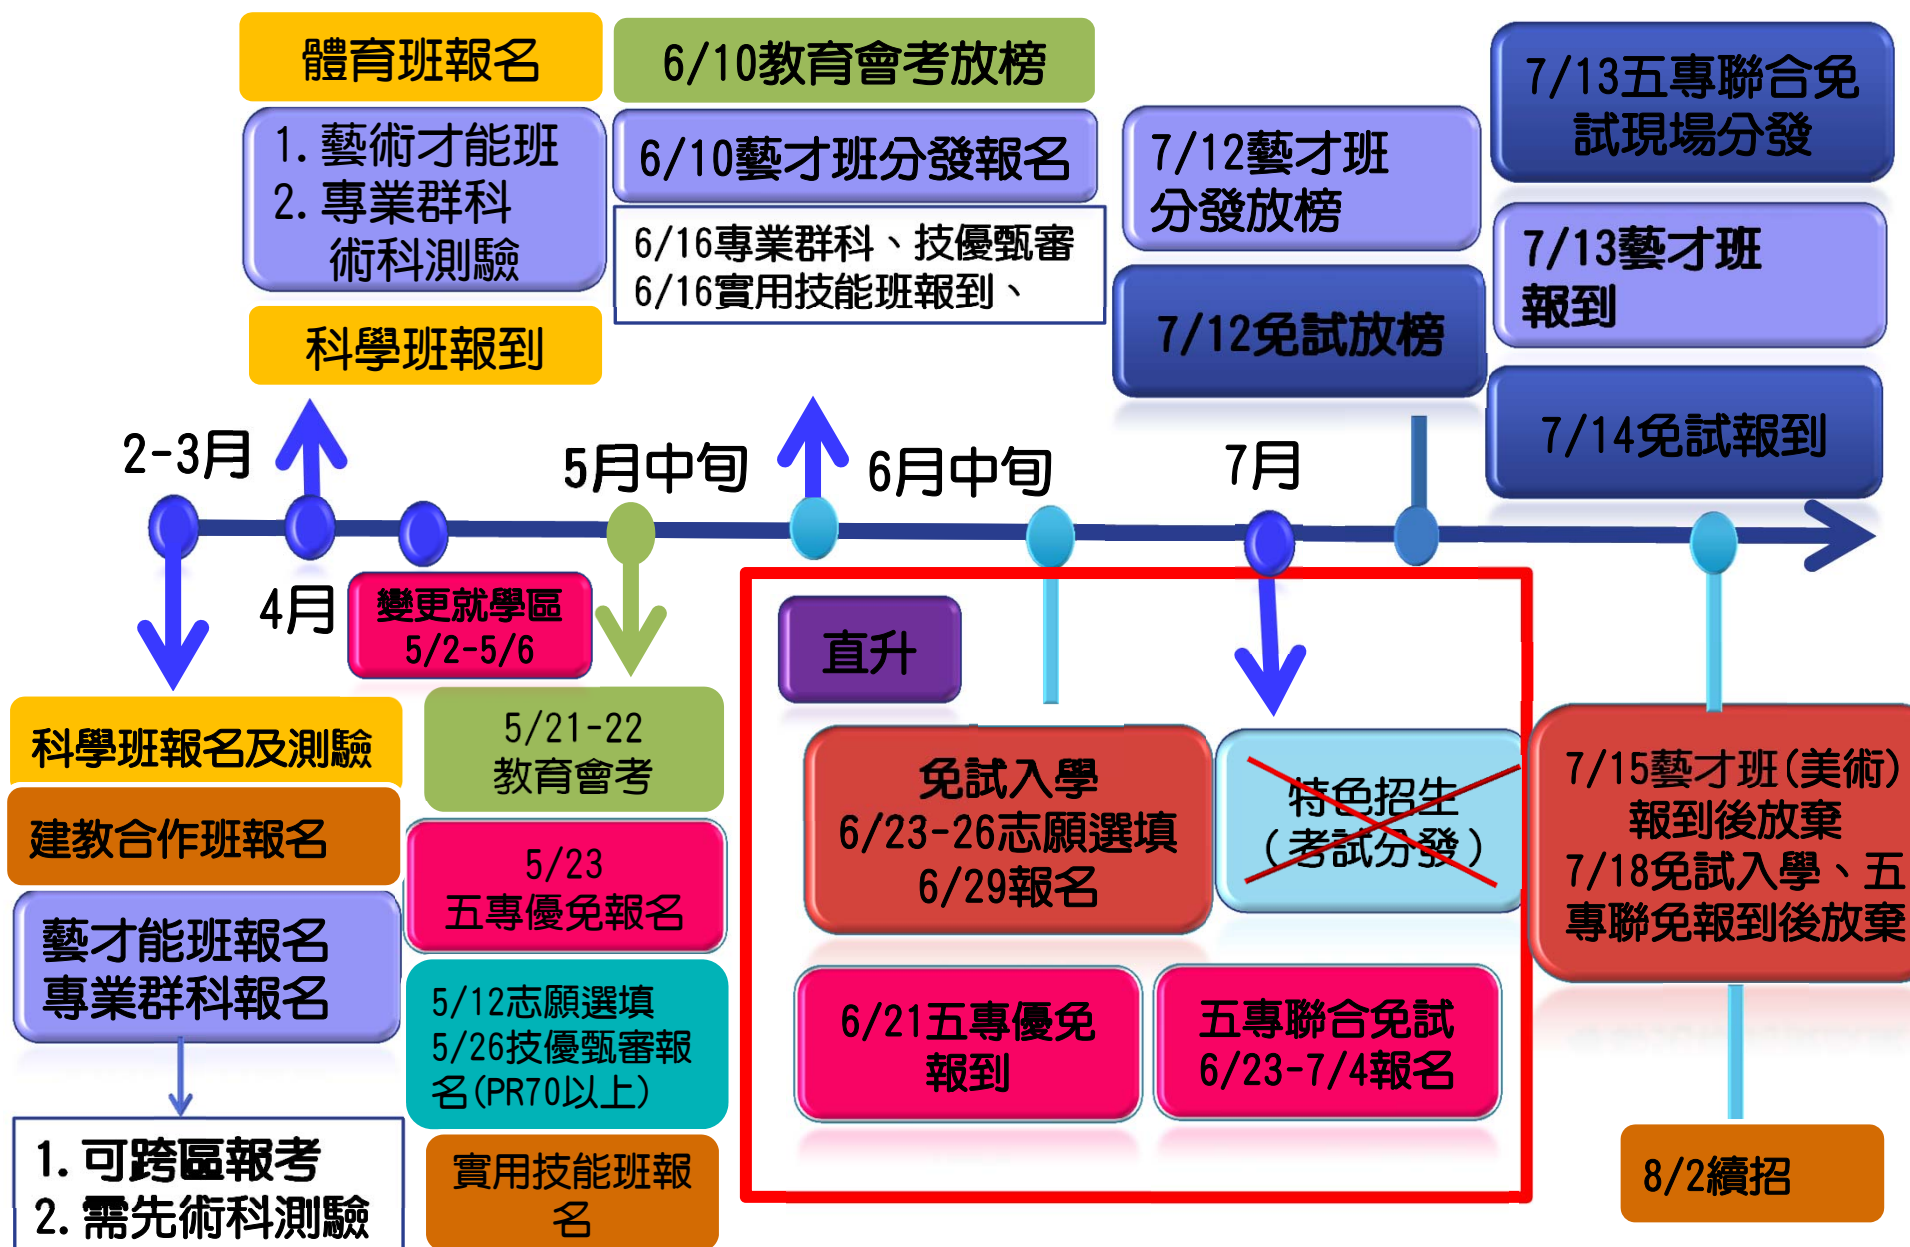 體育班報名
1. 藝術才能班
2. 專業群科
術科測驗
科學班報到
6/10教育會考放榜
6/10藝才班分發報名
6/16專業群科、技優甄審
6/16實用技能班報到、
7/12藝才班
分發放榜
7/12免試放榜
7/13五專聯合免
試現場分發
7/13藝才班
報到
7/14免試報到
2-3月
4月
5月中旬
6月中旬
7月
變更就學區
5/2-5/6
科學班報名及測驗
建教合作班報名
藝才能班報名
專業群科報名
1. 可跨區報考
2. 需先術科測驗
5/21-22
教育會考
5/23
五專優免報名
5/12志願選填
5/26技優甄審報
名(PR70以上)
實用技能班報
名
直升
免試入學
6/23-26志願選填
6/29報名
特色招生
(考試分發)
6/21五專優免
報到
五專聯合免試
6/23-7/4報名
7/15藝才班(美術)
報到後放棄
7/18免試入學、五
專聯免報到後放棄
8/2續招